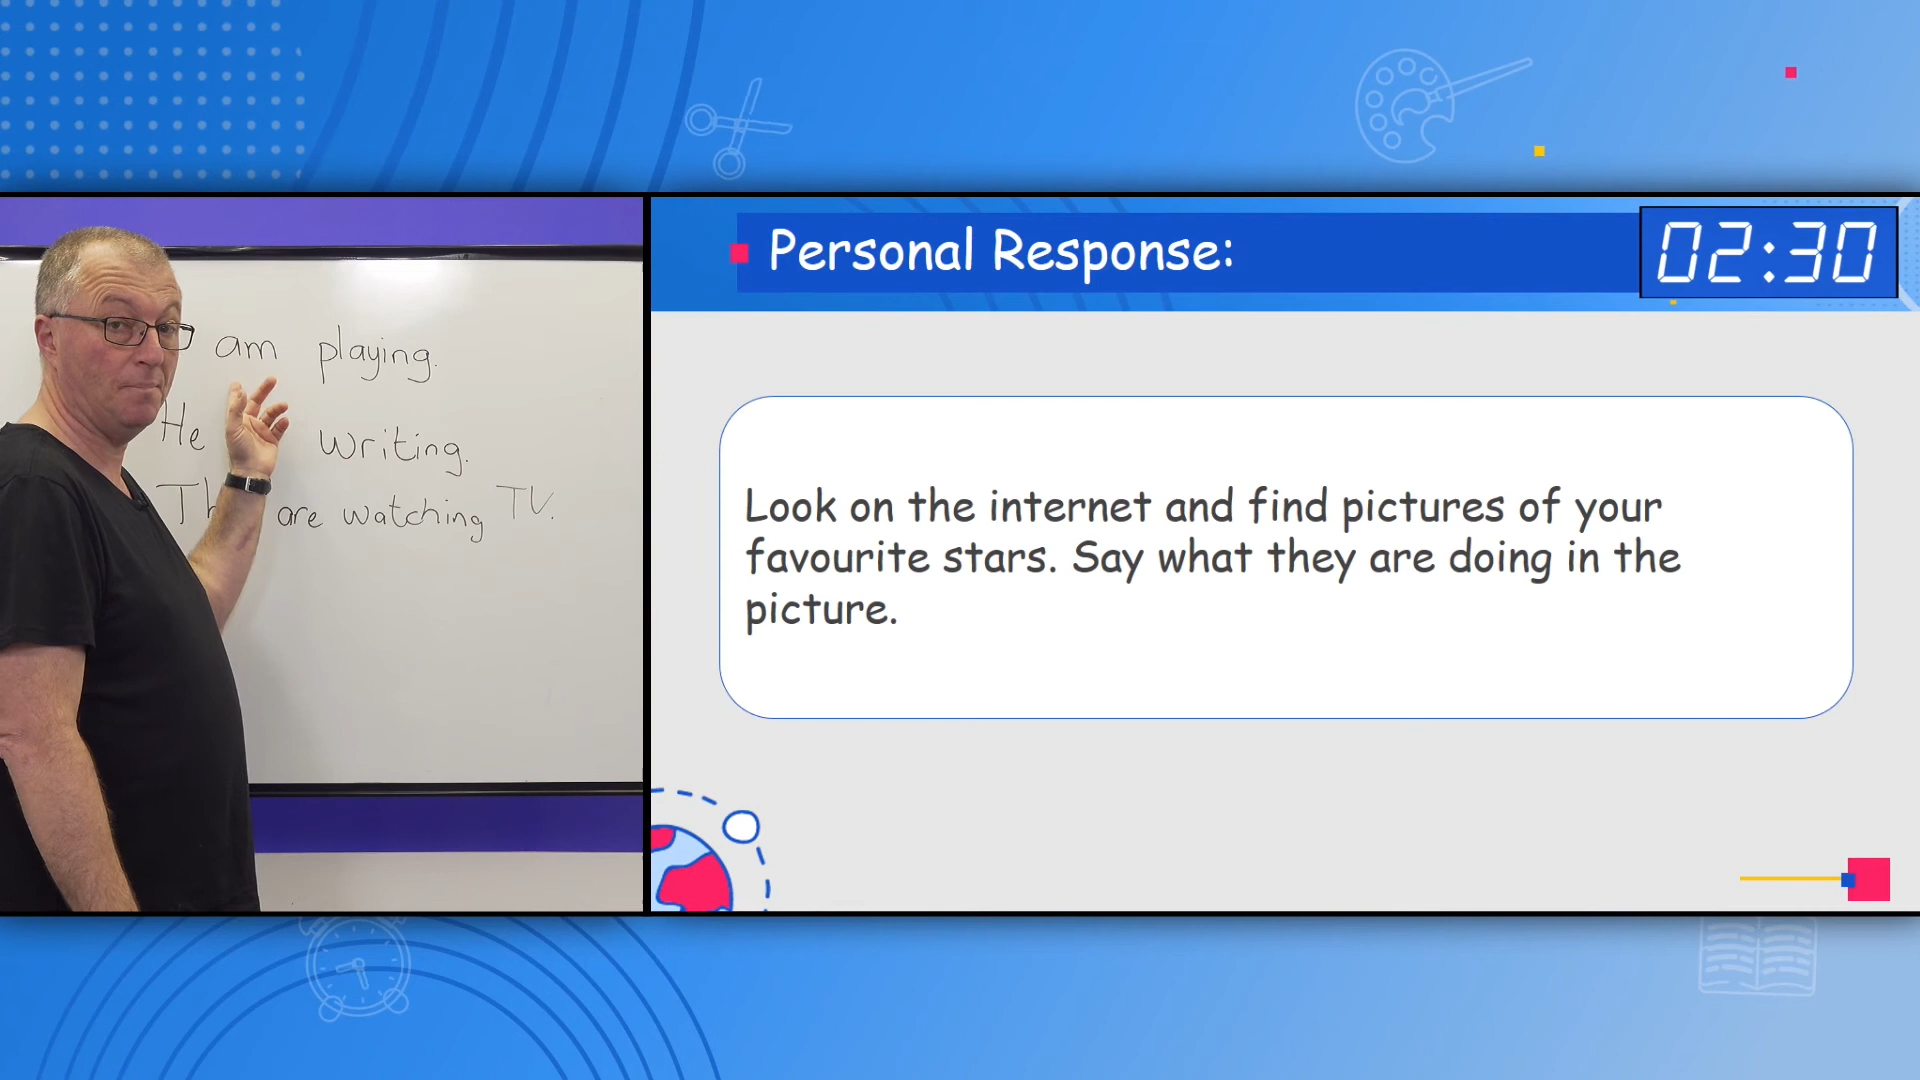 am playing.
He writing.
Th are watching TV.
Personal Response:
02:30
Look on the internet and find pictures of your
favourite stars. Say what they are doing in the
picture.